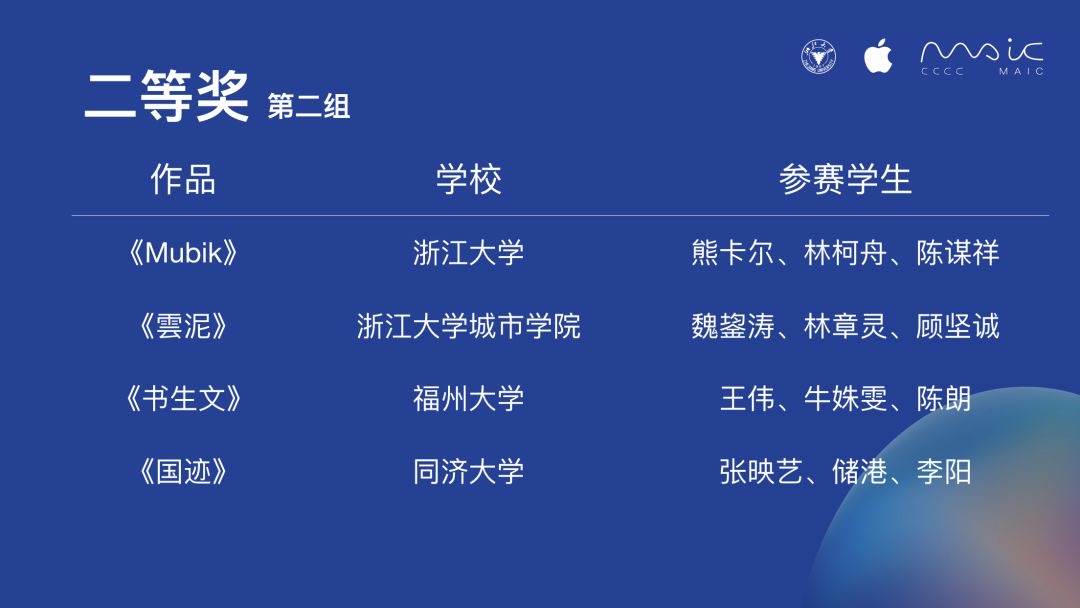 CCCC MAIC
二等奖 第二组
作品 学校 参赛学生
《Mubik》 浙江大学 熊卡尔、林柯舟、陈谋祥
《雲泥》 浙江大学城市学院 魏鋆涛、林章灵、顾坚诚
《书生文》 福州大学 王伟、牛姝雯、陈朗
《国迹》 同济大学 张映艺、储港、李阳